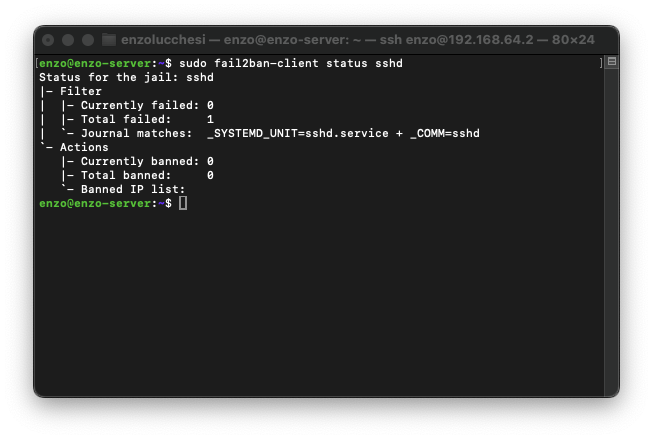 enzolucchesi — enzo@enzo-server: ~ — ssh enzo@192.168.64.2 — 80×24
[enzo@enzo-server:~$ sudo fail2ban-client status sshd ]
Status for the jail: sshd
|- Filter
|  |- Currently failed: 0
|  |- Total failed:     1
|  `- Journal matches:  _SYSTEMD_UNIT=sshd.service + _COMM=sshd
`- Actions
   |- Currently banned: 0
   |- Total banned:     0
   `- Banned IP list:
enzo@enzo-server:~$